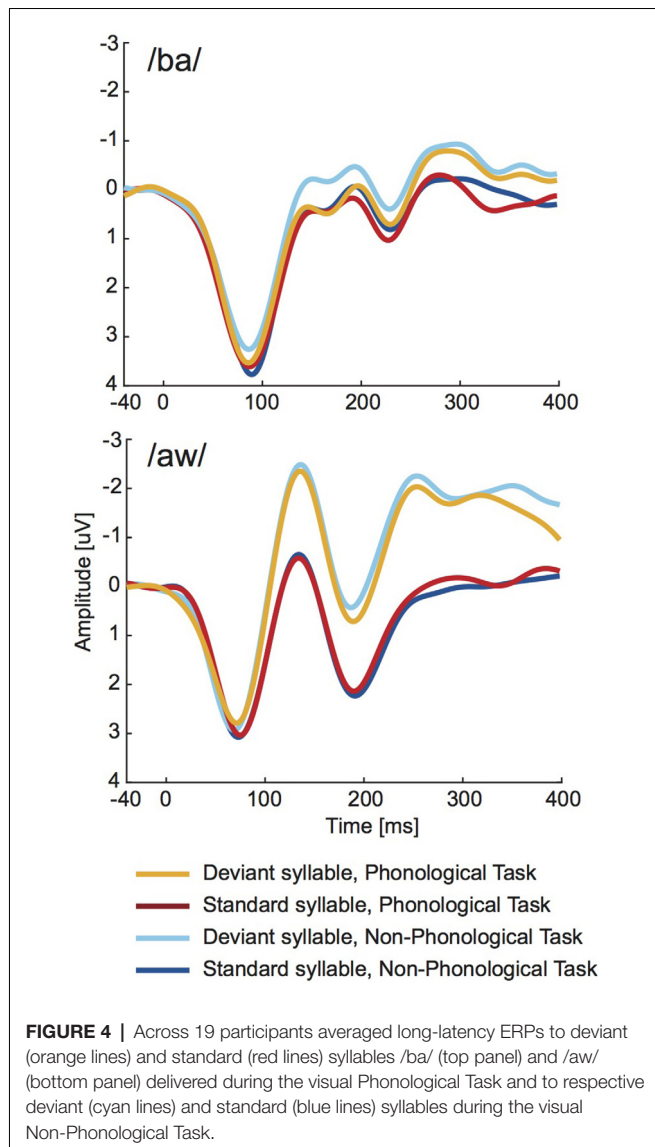 -3
/ba/
-2
-1
0
1
2
3
4
-40 0 100 200 300 400
-3
/aw/
-2
-1
0
1
2
3
4
Amplitude [uV]
-40 0 100 200 300 400
Time [ms]
Deviant syllable, Phonological Task
Standard syllable, Phonological Task
Deviant syllable, Non-Phonological Task
Standard syllable, Non-Phonological Task
FIGURE 4 | Across 19 participants averaged long-latency ERPs to deviant
(orange lines) and standard (red lines) syllables /ba/ (top panel) and /aw/
(bottom panel) delivered during the visual Phonological Task and to respective
deviant (cyan lines) and standard (blue lines) syllables during the visual
Non-Phonological Task.